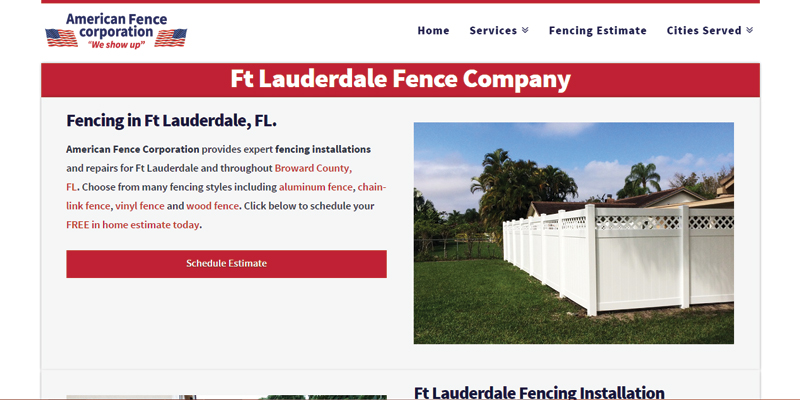 American Fence
corporation
"We show up"
Home Services Fencing Estimate Cities Served
Ft Lauderdale Fence Company
Fencing in Ft Lauderdale, FL.
American Fence Corporation provides expert fencing installations
and repairs for Ft Lauderdale and throughout Broward County,
FL. Choose from many fencing styles including aluminum fence, chain-
link fence, vinyl fence and wood fence. Click below to schedule your
FREE in home estimate today.
Schedule Estimate
Ft Lauderdale Fencing Installation